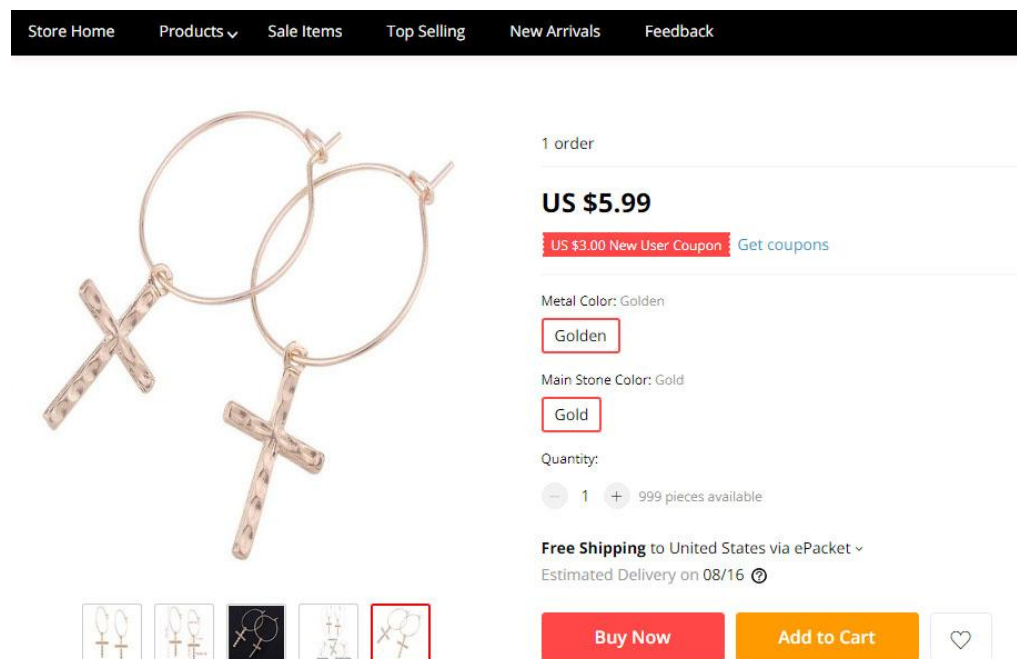 Store Home Products Sale Items Top Selling New Arrivals Feedback
1 order
US $5.99
US $3.00 New User Coupon Get coupons
Metal Color: Golden
Golden
Main Stone Color: Gold
Gold
Quantity:
− 1 + 999 pieces available
Free Shipping to United States via ePacket
Estimated Delivery on 08/16 ?
Buy Now Add to Cart